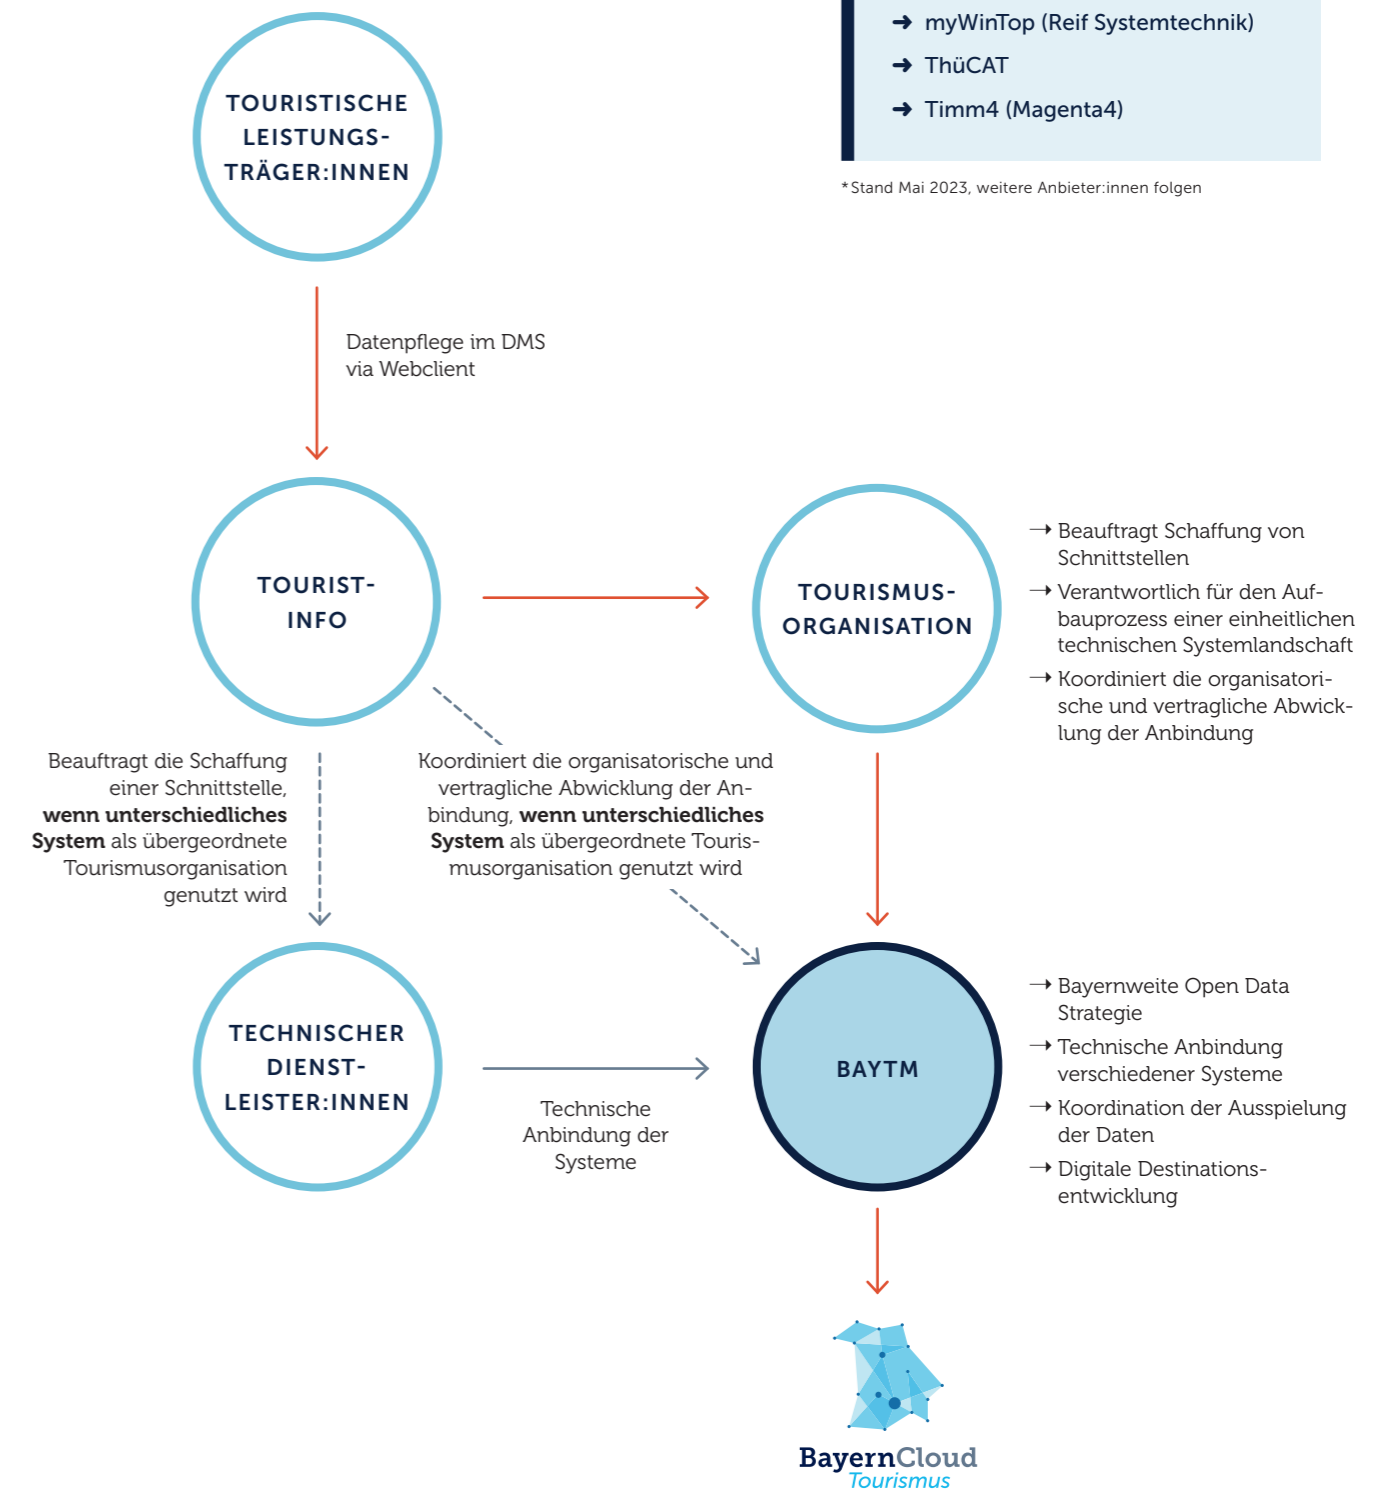 ➔ myWinTop (Reif Systemtechnik)
➔ ThüCAT
➔ Timm4 (Magenta4)
*Stand Mai 2023, weitere Anbieter:innen folgen
TOURISTISCHE
LEISTUNGS-
TRÄGER:INNEN
Datenpflege im DMS
via Webclient
TOURIST-
INFO
TOURISMUS-
ORGANISATION
→ Beauftragt Schaffung von
Schnittstellen
→ Verantwortlich für den Auf-
bauprozess einer einheitlichen
technischen Systemlandschaft
→ Koordiniert die organisatori-
sche und vertragliche Abwick-
lung der Anbindung
Beauftragt die Schaffung
einer Schnittstelle,
wenn unterschiedliches
System als übergeordnete
Tourismusorganisation
genutzt wird
Koordiniert die organisatorische und
vertragliche Abwicklung der An-
bindung, wenn unterschiedliches
System als übergeordnete Touris-
musorganisation genutzt wird
TECHNISCHER
DIENST-
LEISTER:INNEN
Technische
Anbindung der
Systeme
BAYTM
→ Bayernweite Open Data
Strategie
→ Technische Anbindung
verschiedener Systeme
→ Koordination der Ausspielung
der Daten
→ Digitale Destinations-
entwicklung
BayernCloud
Tourismus